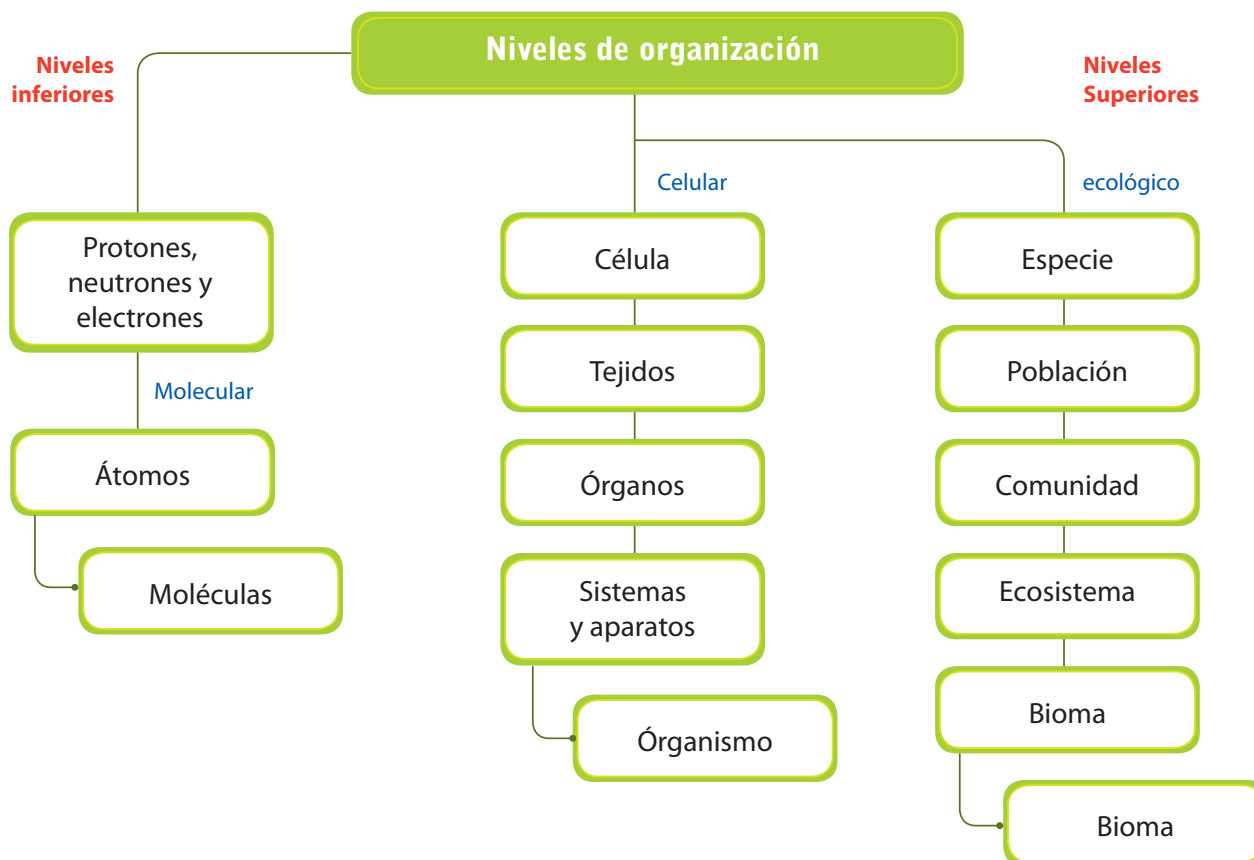 Niveles de organización
Niveles
inferiores
Niveles
Superiores
Protones,
neutrones y
electrones
Molecular
Átomos
Moléculas
Celular
Célula
Tejidos
Órganos
Sistemas
y aparatos
Órganismo
ecológico
Especie
Población
Comunidad
Ecosistema
Bioma
Bioma